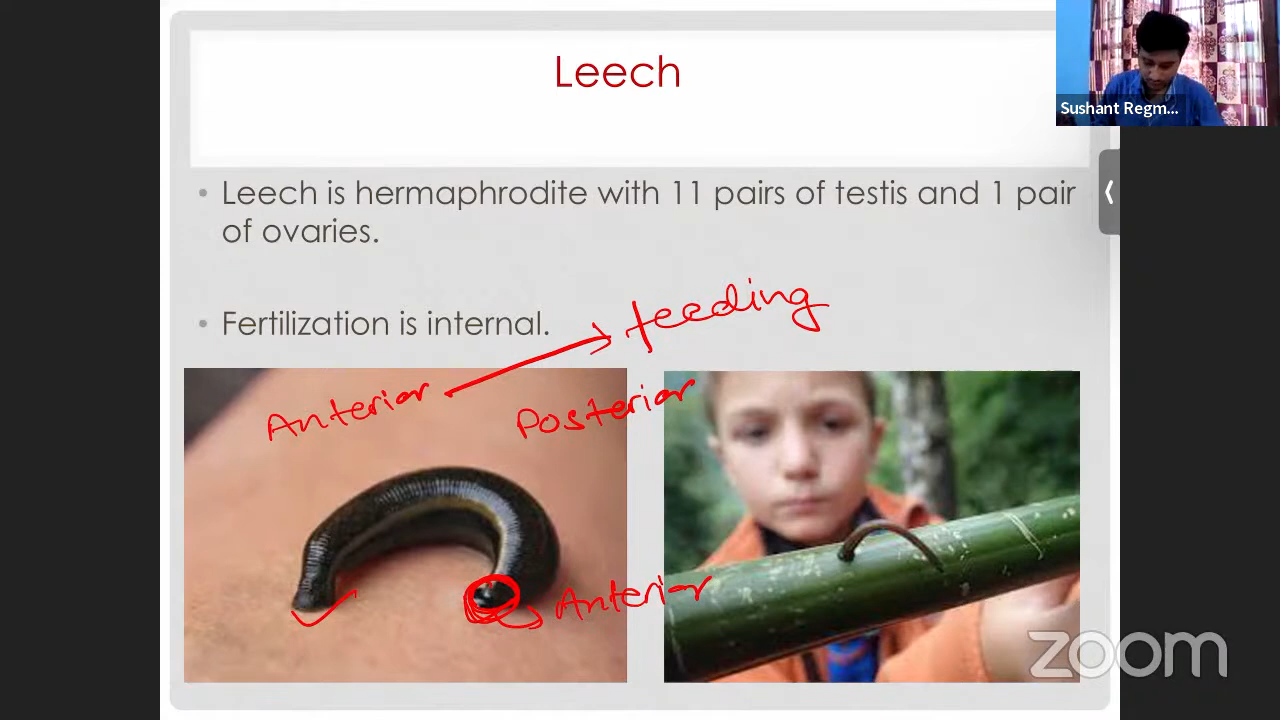 Leech
Sushant Regm...
• Leech is hermaphrodite with 11 pairs of testis and 1 pair
of ovaries.
• Fertilization is internal.
feeding
Anterior
Posterior
Anterior
zoom